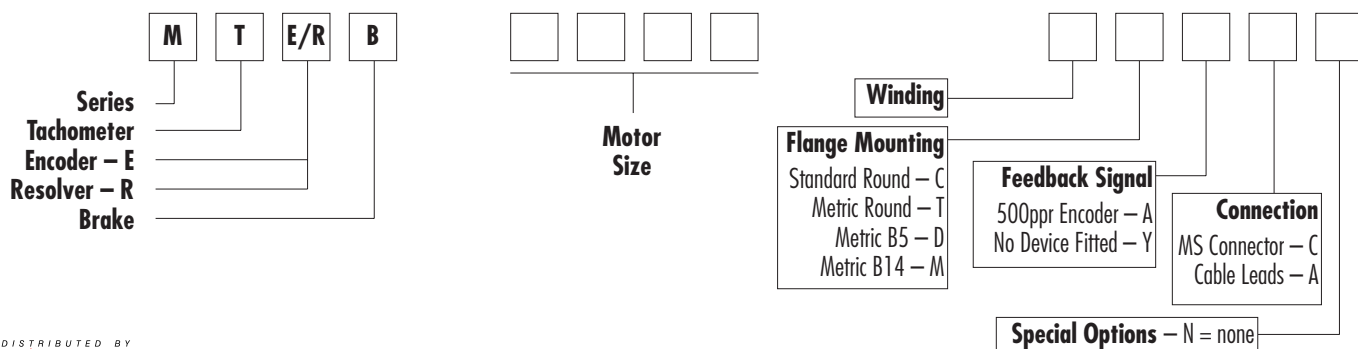 M T E/R B
Series
Tachometer
Encoder – E
Resolver – R
Brake
Motor
Size
Winding
Flange Mounting
Standard Round – C
Metric Round – T
Metric B5 – D
Metric B14 – M
Feedback Signal
500ppr Encoder – A
No Device Fitted – Y
Connection
MS Connector – C
Cable Leads – A
Special Options – N = none
DISTRIBUTED BY